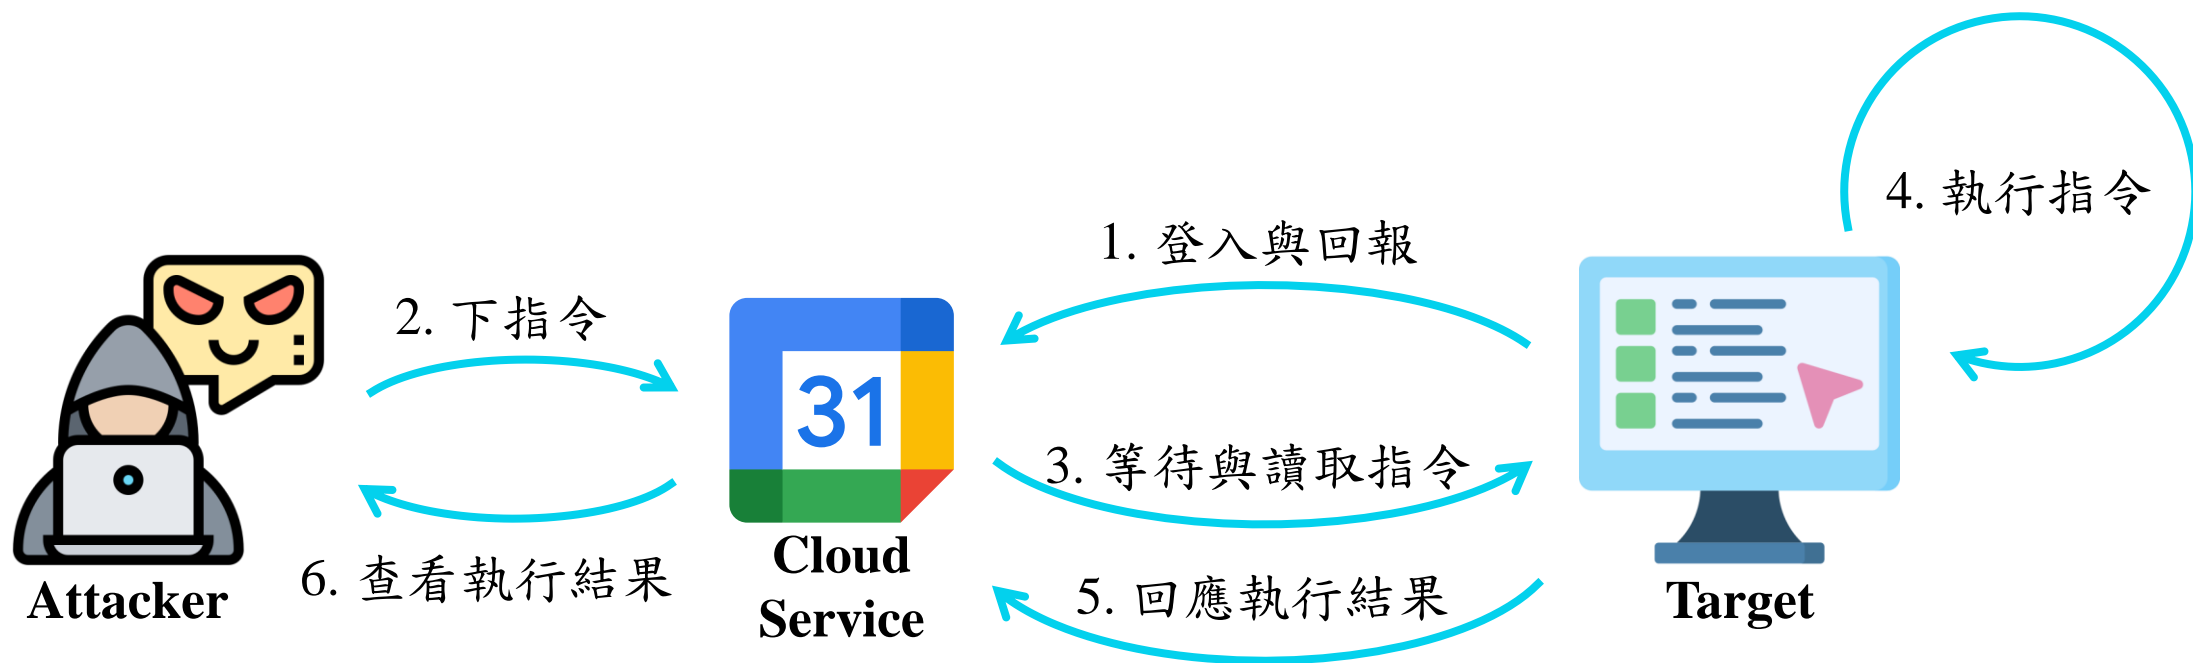 1. 登入與回報
2. 下指令
3. 等待與讀取指令
4. 執行指令
5. 回應執行結果
6. 查看執行結果
31
Attacker
Cloud
Service
Target